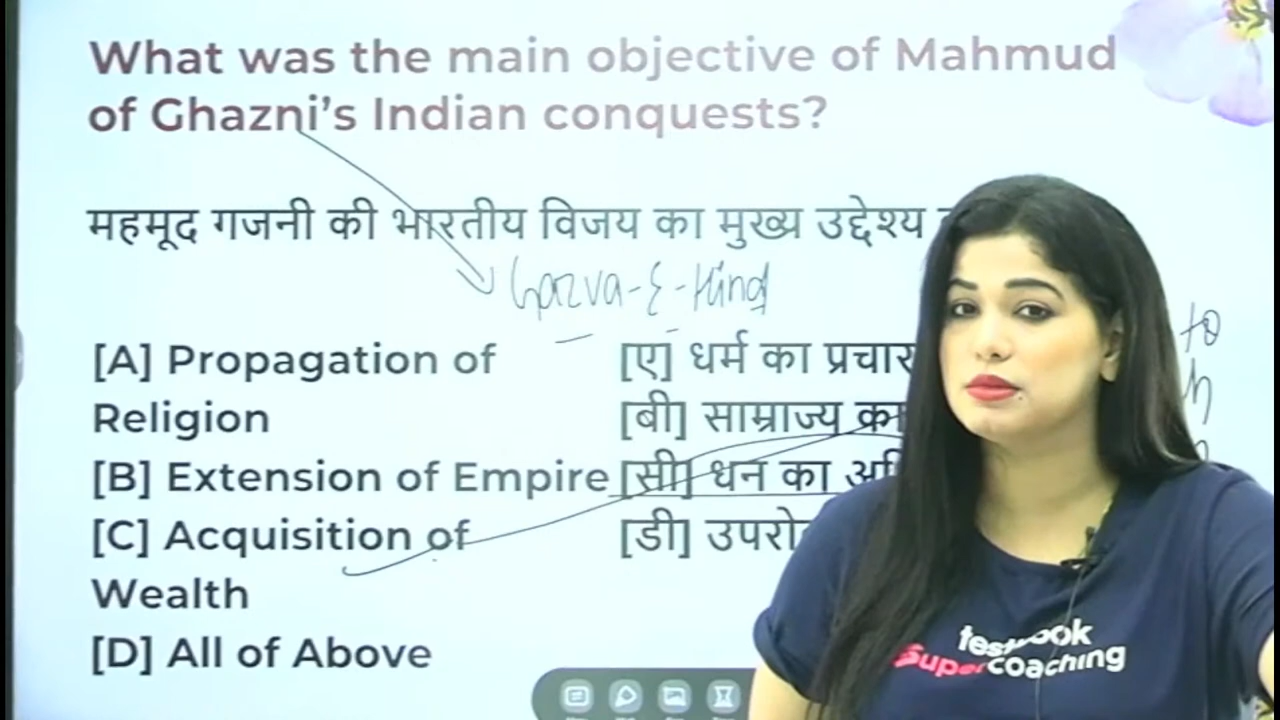 What was the main objective of Mahmud
of Ghazni's Indian conquests?
महमूद गजनी की भारतीय विजय का मुख्य उद्देश्य
Gazva-E-Hind
[A] Propagation of
Religion
[B] Extension of Empire
[C] Acquisition of
Wealth
[D] All of Above
[ए] धर्म का प्रचार
[बी] साम्राज्य का
[सी] धन का
[डी]
to
testbook
Supercoaching